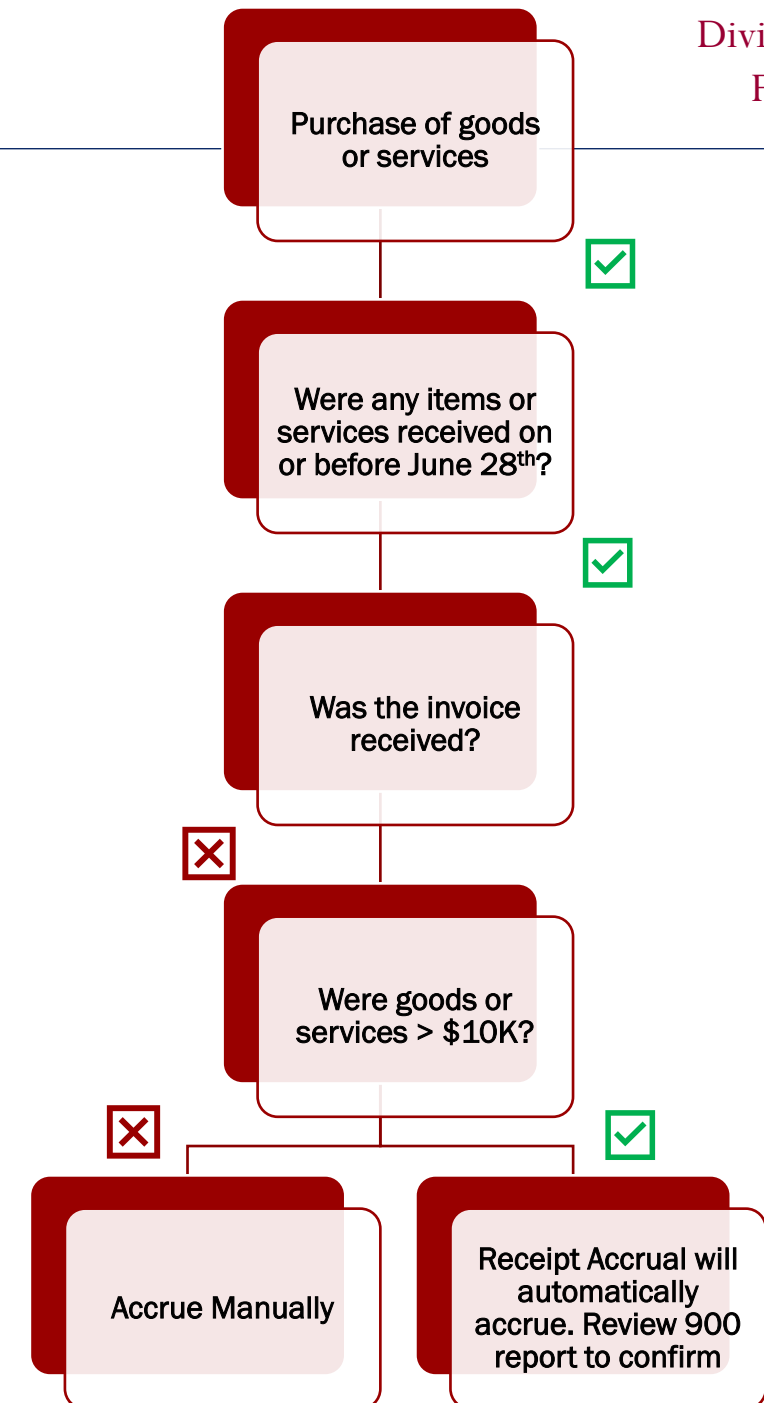 Divi
Purchase of goods
or services
Were any items or
services received on
or before June 28th?
Was the invoice
received?
Were goods or
services > $10K?
Accrue Manually
Receipt Accrual will
automatically
accrue. Review 900
report to confirm